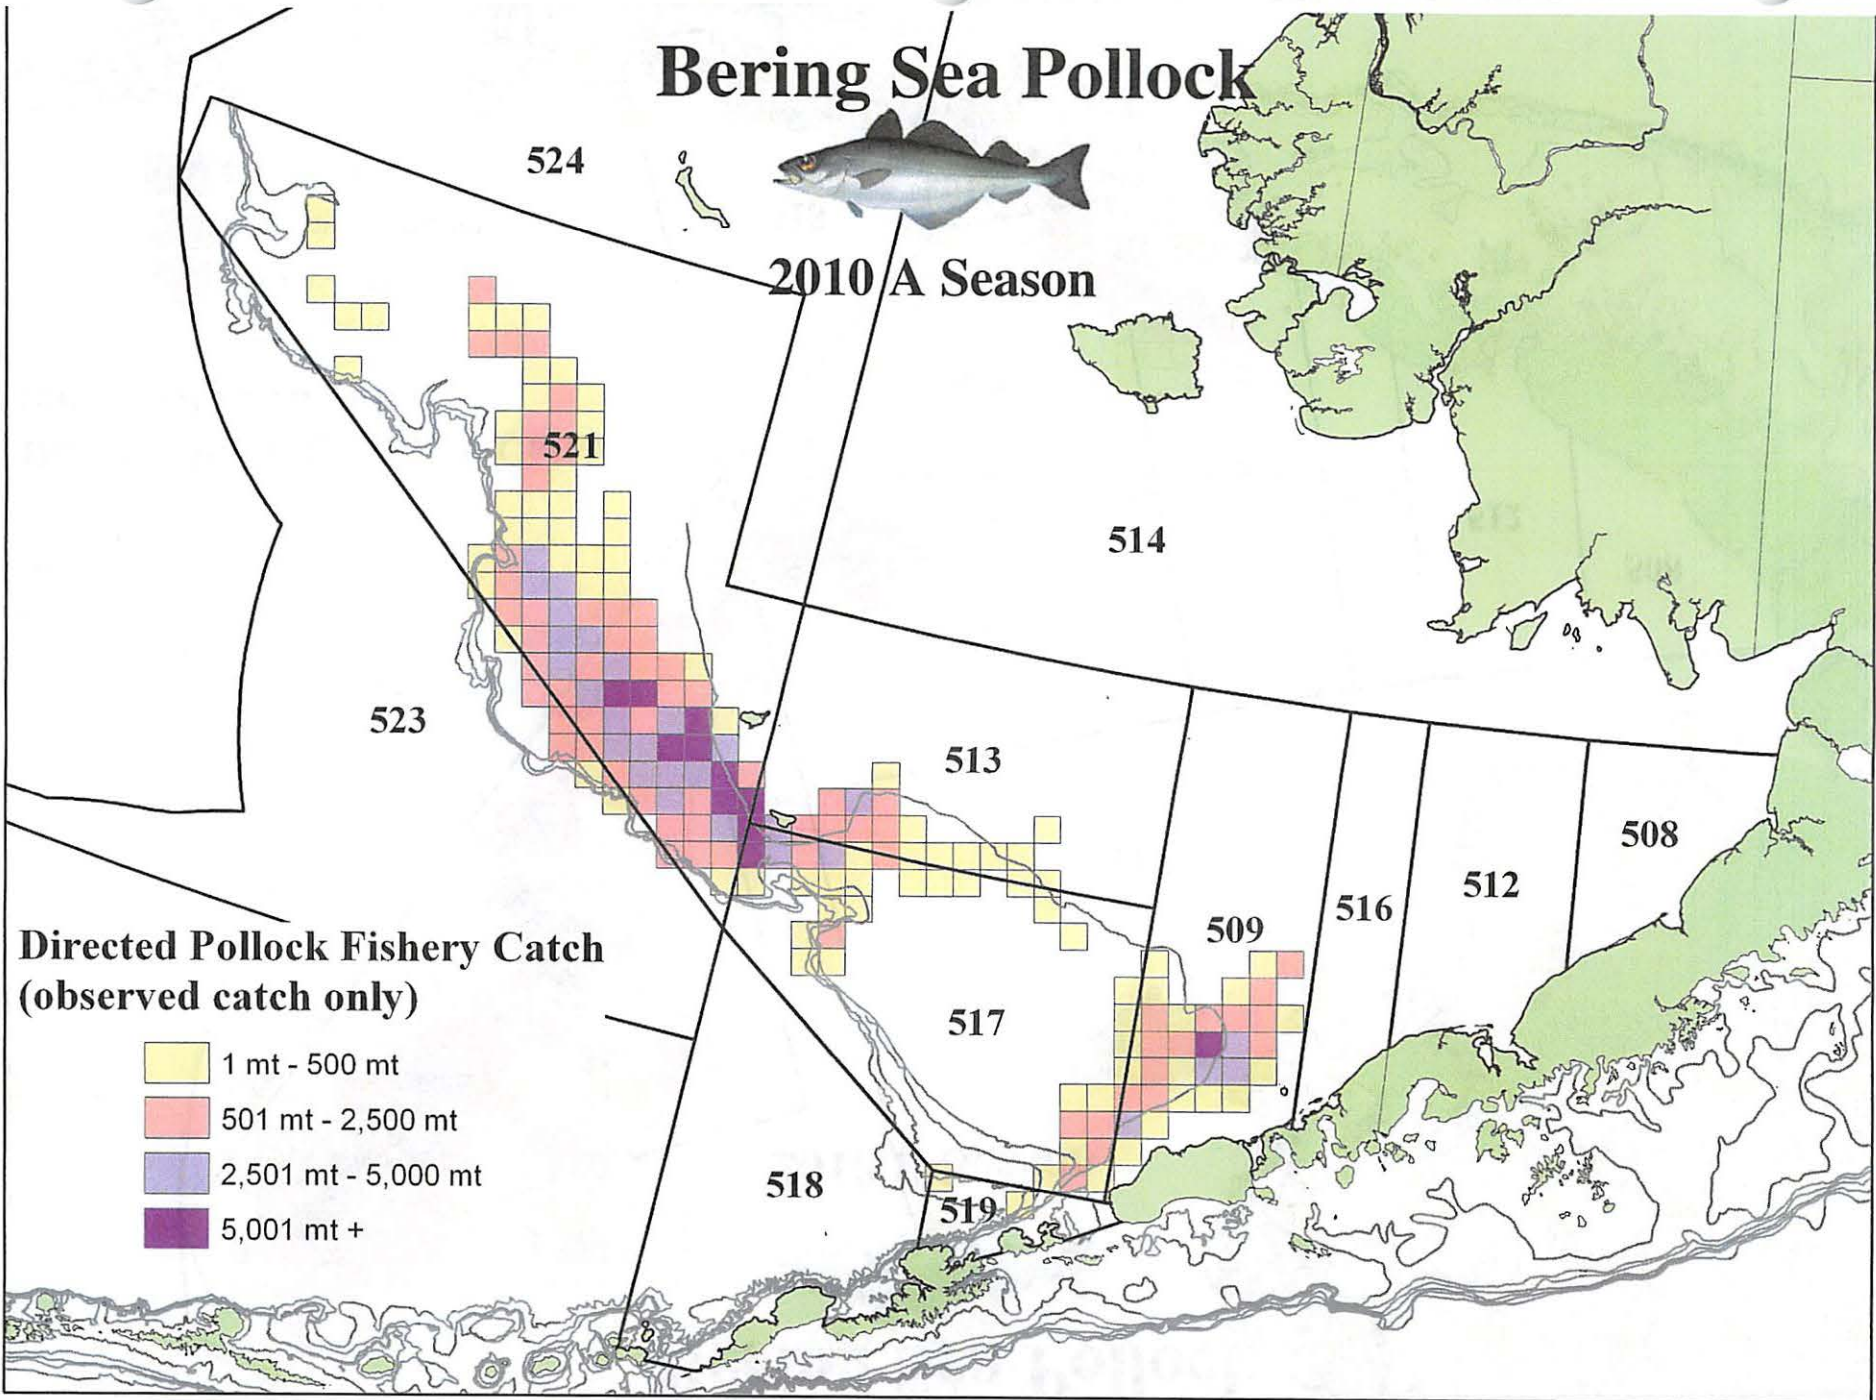 Bering Sea Pollock
2010 A Season
524
521
514
523
513
508
512
516
509
517
518
519
Directed Pollock Fishery Catch
(observed catch only)
1 mt - 500 mt
501 mt - 2,500 mt
2,501 mt - 5,000 mt
5,001 mt +